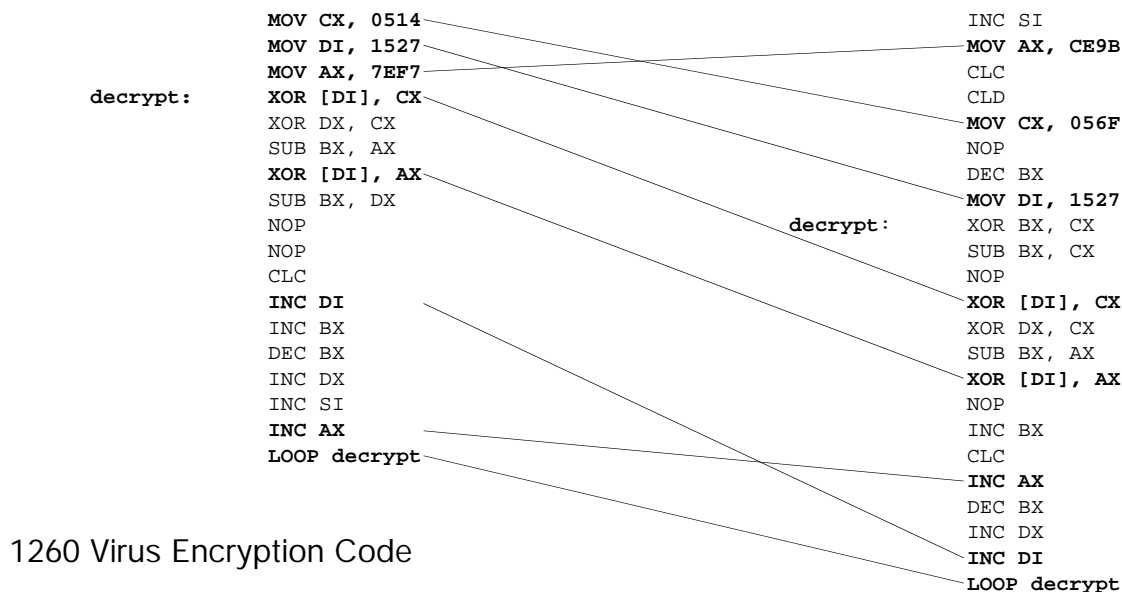 MOV CX, 0514
MOV DI, 1527
MOV AX, 7EF7
decrypt: XOR [DI], CX
XOR DX, CX
SUB BX, AX
XOR [DI], AX
SUB BX, DX
NOP
NOP
CLC
INC DI
INC BX
DEC BX
INC DX
INC SI
INC AX
LOOP decrypt
INC SI
MOV AX, CE9B
CLC
CLD
MOV CX, 056F
NOP
DEC BX
MOV DI, 1527
decrypt: XOR BX, CX
SUB BX, CX
NOP
XOR [DI], CX
XOR DX, CX
SUB BX, AX
XOR [DI], AX
NOP
INC BX
CLC
INC AX
DEC BX
INC DX
INC DI
LOOP decrypt
1260 Virus Encryption Code